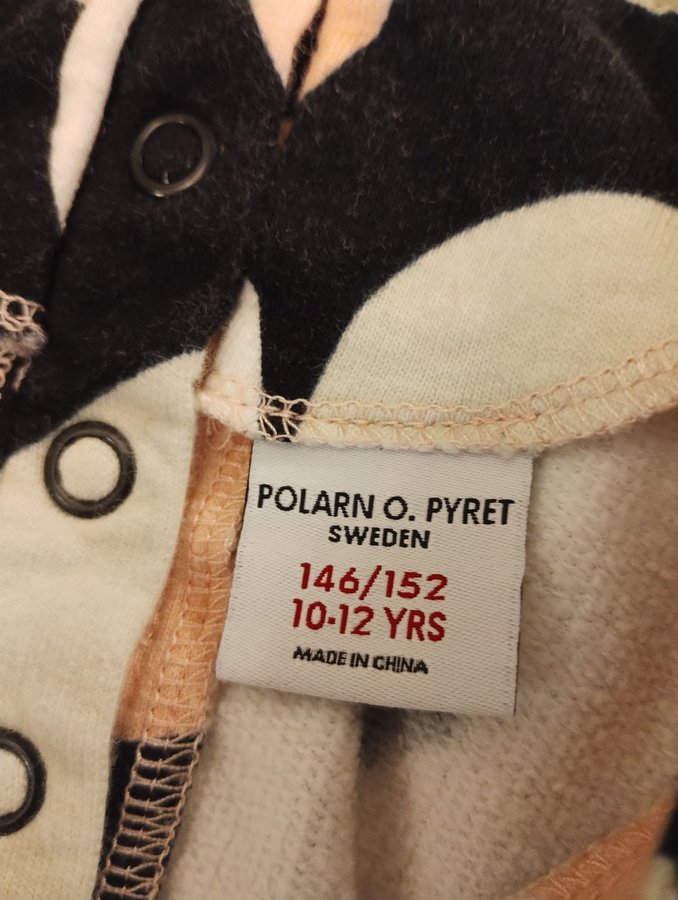 POLARN O. PYRET
SWEDEN
146/152
10-12 YRS
MADE IN CHINA